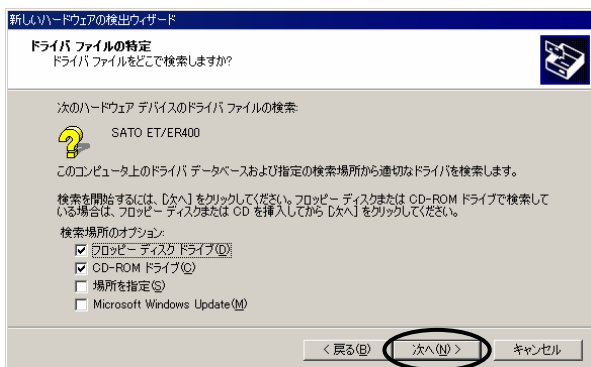 新しいハードウェアの検出ウィザード
ドライバ ファイルの特定
ドライバ ファイルをどこで検索しますか?
次のハードウェア デバイスのドライバ ファイルの検索:
SATO ET/ER400
このコンピュータ上のドライバ データベースおよび指定の検索場所から適切なドライバを検索します。
検索を開始するには、[次へ] をクリックしてください。フロッピー ディスクまたは CD-ROM ドライブで検索して
いる場合は、フロッピー ディスクまたは CD を挿入してから [次へ] をクリックしてください。
検索場所のオプション:
フロッピー ディスク ドライブ(D)
CD-ROM ドライブ(C)
場所を指定(S)
Microsoft Windows Update(M)
< 戻る(B) 次へ(N) > キャンセル